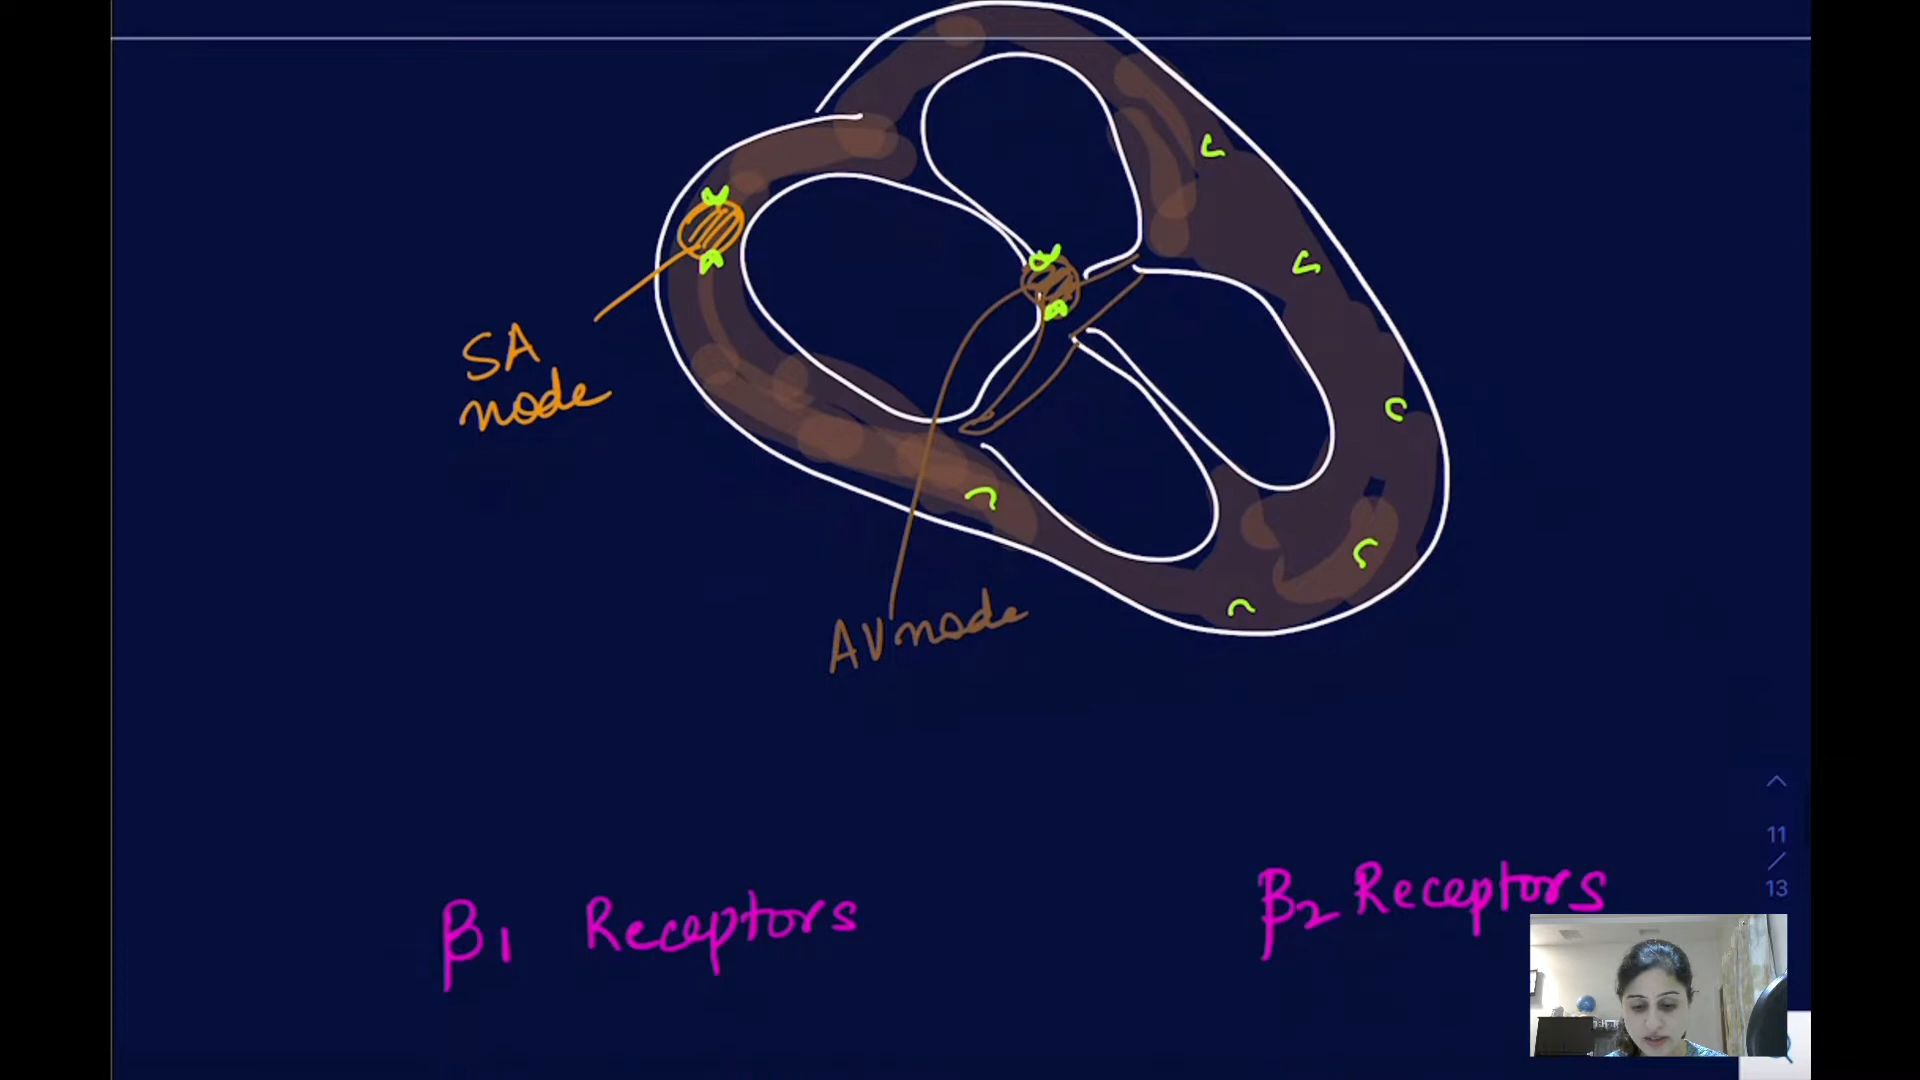 SA
node
AV node
11
/
13
β1 Receptors
β2 Receptors